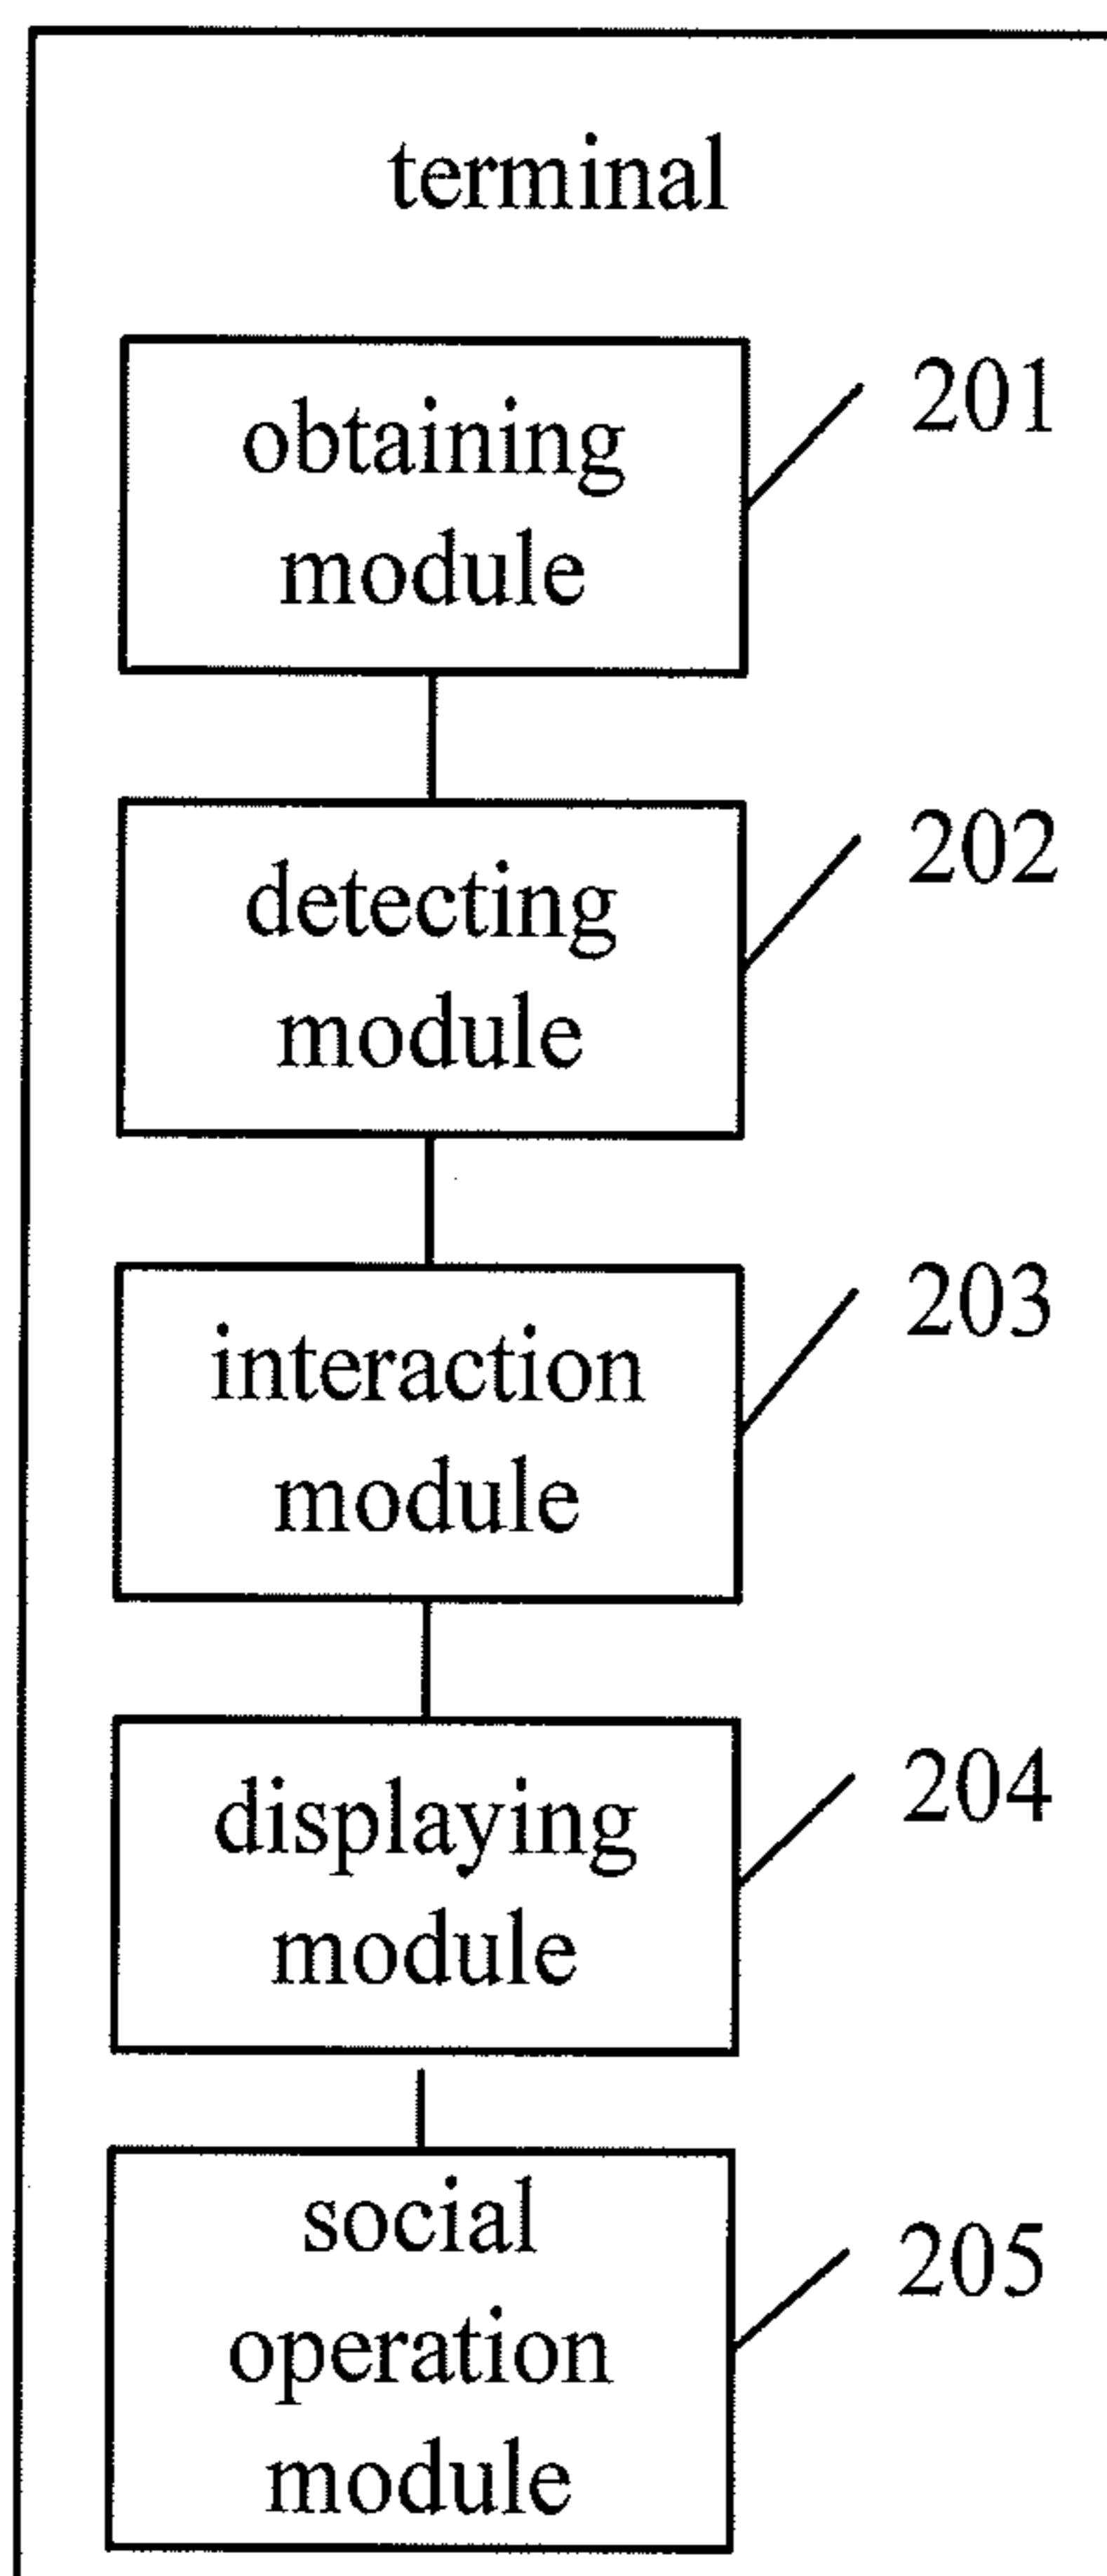 terminal
obtaining
module
201
detecting
module
202
interaction
module
203
displaying
module
204
social
operation
module
205